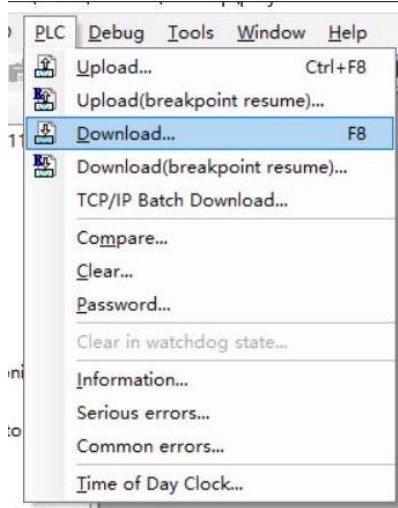 PLC Debug Tools Window Help
Upload... Ctrl+F8
Upload(breakpoint resume)...
Download... F8
11
Download(breakpoint resume)...
TCP/IP Batch Download...
Compare...
Clear...
Password...
Clear in watchdog state...
Information...
Serious errors...
Common errors...
Time of Day Clock...